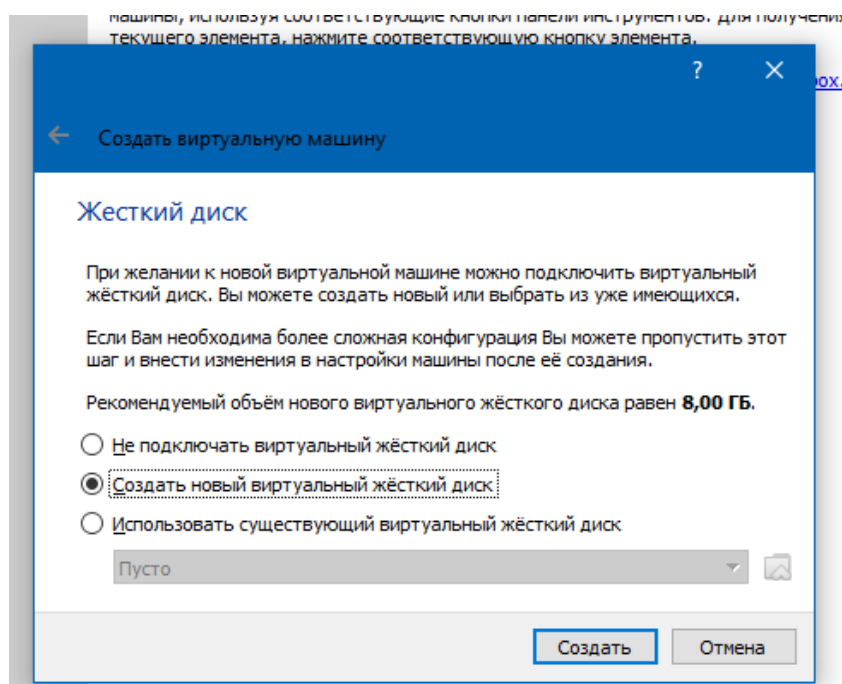 машины, используя соответствующие кнопки панели инструментов. Для получения
текущего элемента, нажмите соответствующую кнопку элемента.
?
box.
Создать виртуальную машину
Жесткий диск
При желании к новой виртуальной машине можно подключить виртуальный
жёсткий диск. Вы можете создать новый или выбрать из уже имеющихся.
Если Вам необходима более сложная конфигурация Вы можете пропустить этот
шаг и внести изменения в настройки машины после её создания.
Рекомендуемый объём нового виртуального жёсткого диска равен 8,00 ГБ.
Не подключать виртуальный жёсткий диск
Создать новый виртуальный жёсткий диск
Использовать существующий виртуальный жёсткий диск
Пусто
Создать Отмена